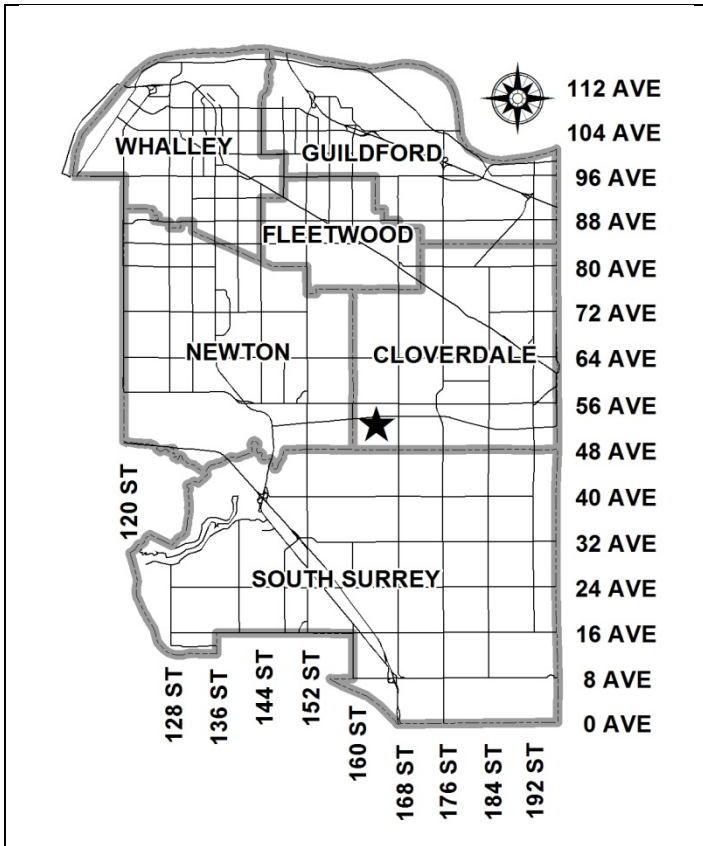 112 AVE
104 AVE
WHALLEY
GUILDFORD
96 AVE
88 AVE
FLEETWOOD
80 AVE
72 AVE
NEWTON
CLOVERDALE
64 AVE
56 AVE
48 AVE
120 ST
40 AVE
32 AVE
SOUTH SURREY
24 AVE
16 AVE
128 ST
136 ST
144 ST
152 ST
8 AVE
160 ST
0 AVE
168 ST
176 ST
184 ST
192 ST